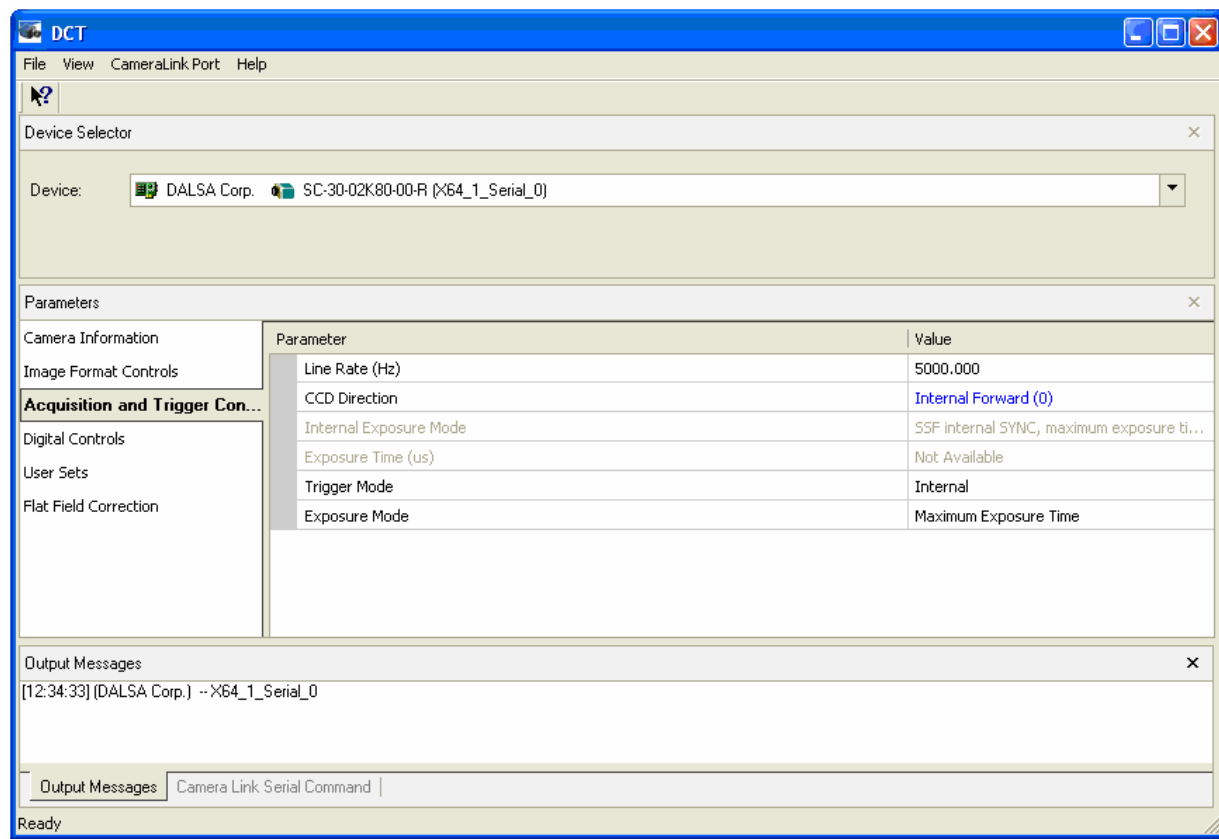 DCT
File View CameraLink Port Help
Device Selector
Device: DALSA Corp. SC-30-02K80-00-R (X64_1_Serial_0)
Parameters
Camera Information
Image Format Controls
Acquisition and Trigger Con...
Digital Controls
User Sets
Flat Field Correction
Parameter Value
Line Rate (Hz) 5000.000
CCD Direction Internal Forward (0)
Internal Exposure Mode SSF internal SYNC, maximum exposure ti...
Exposure Time (us) Not Available
Trigger Mode Internal
Exposure Mode Maximum Exposure Time
Output Messages
[12:34:33] (DALSA Corp.) -- X64_1_Serial_0
Output Messages Camera Link Serial Command
Ready